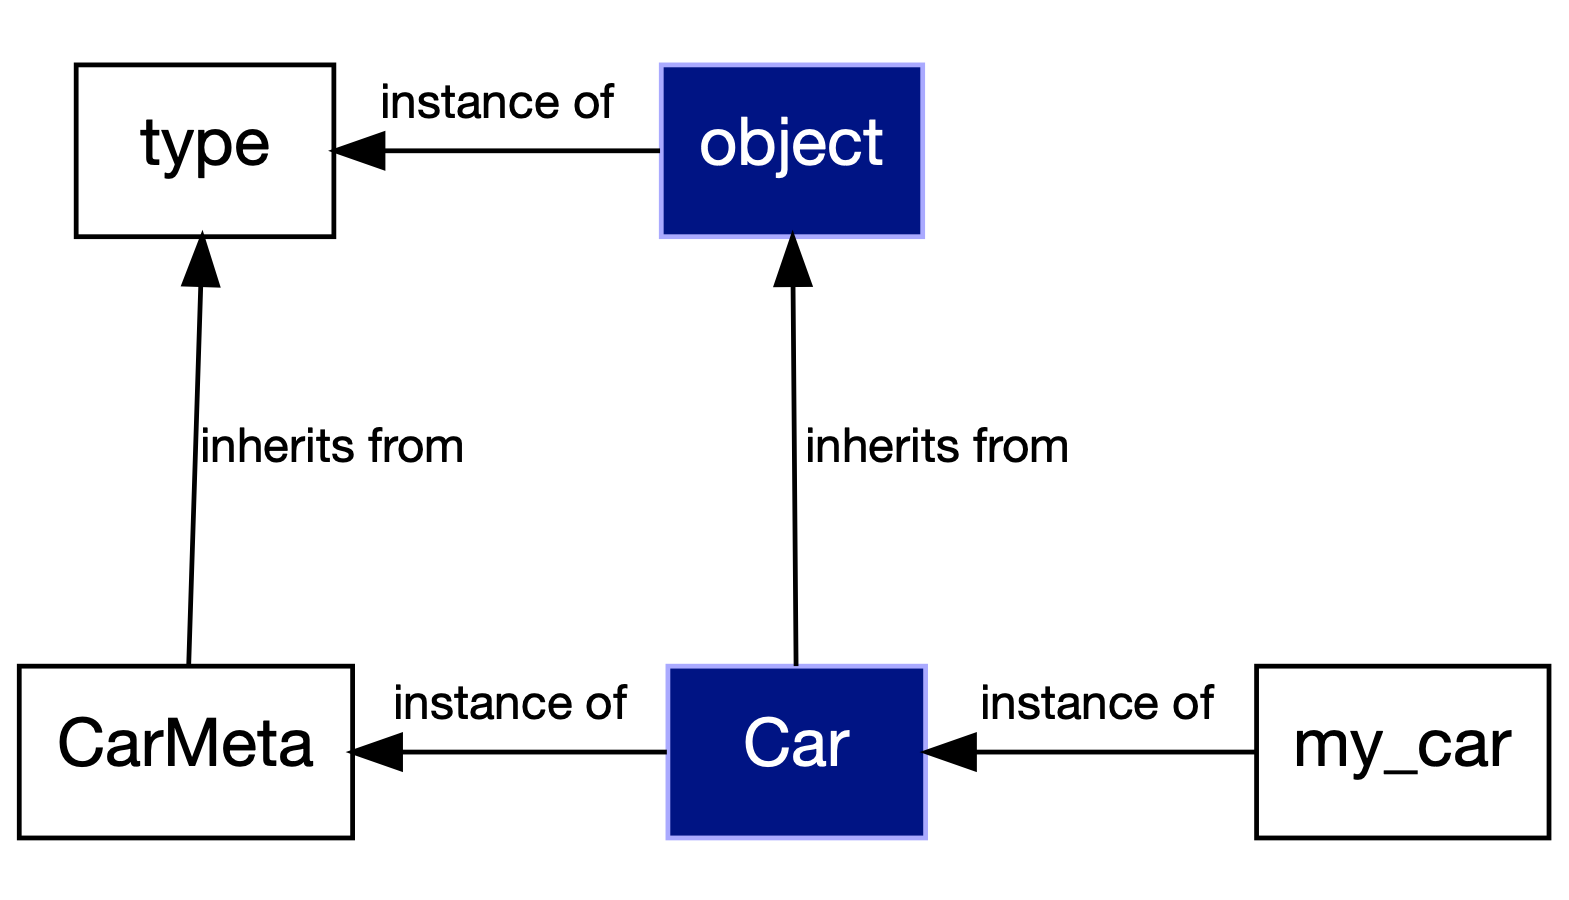 type
instance of
object
inherits from
inherits from
CarMeta
instance of
Car
instance of
my_car